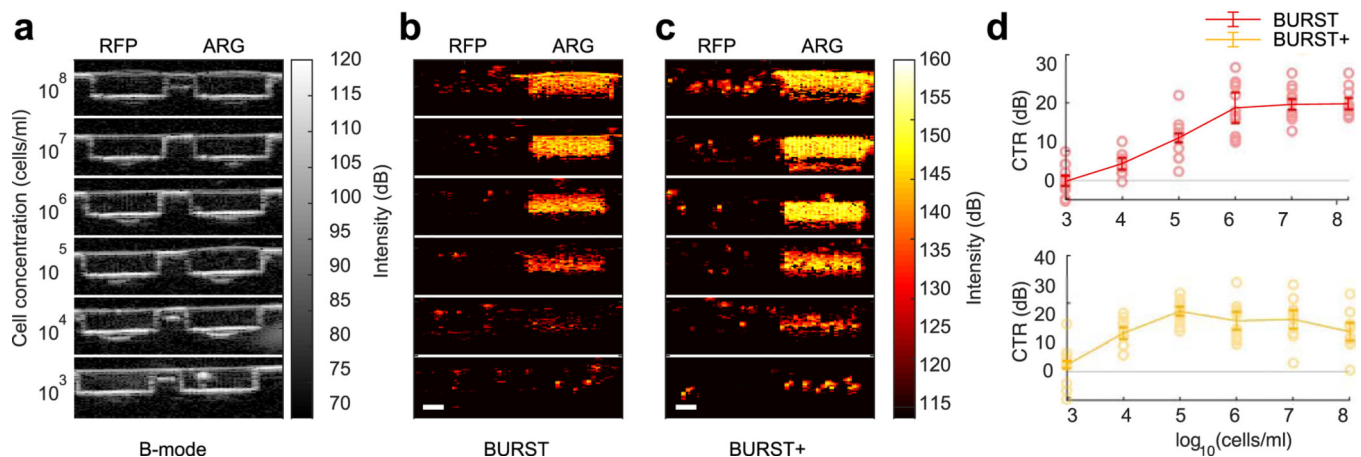 a
RFP ARG
Cell concentration (cells/ml)
10^8
10^7
10^6
10^5
10^4
10^3
B-mode
120
115
110
105
100
95
90
85
80
75
70
Intensity (dB)
b
RFP ARG
BURST
c
RFP ARG
BURST+
160
155
150
145
140
135
130
125
120
115
Intensity (dB)
d
BURST
BURST+
CTR (dB)
30
20
10
0
3 4 5 6 7 8
CTR (dB)
40
30
20
10
0
3 4 5 6 7 8
log10(cells/ml)